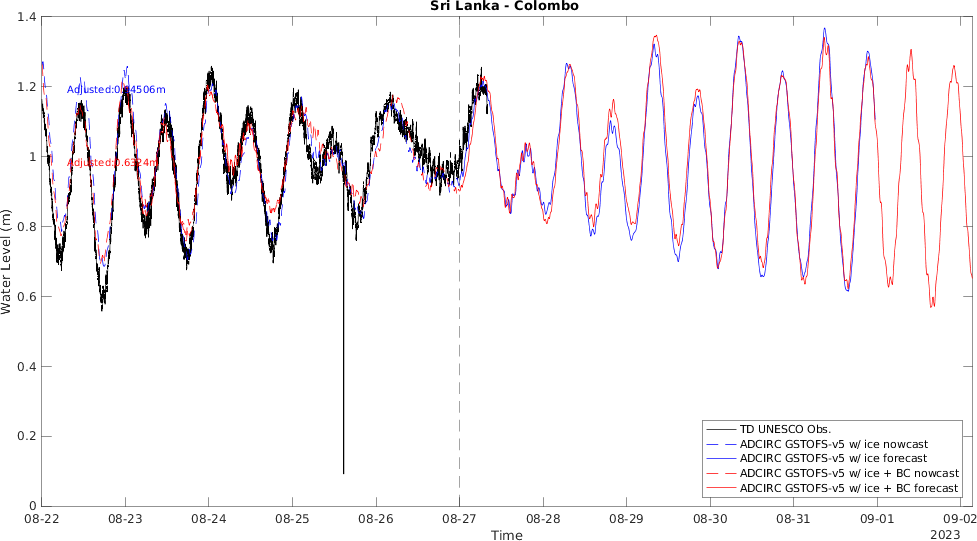 Sri Lanka - Colombo
1.4
1.2
1
0.8
0.6
0.4
0.2
0
Water Level (m)
Adjusted:0.6324m
TD UNESCO Obs.
ADCIRC GSTOFS-v5 w/ ice nowcast
ADCIRC GSTOFS-v5 w/ ice forecast
ADCIRC GSTOFS-v5 w/ ice + BC nowcast
ADCIRC GSTOFS-v5 w/ ice + BC forecast
08-22 08-23 08-24 08-25 08-26 08-27 08-28 08-29 08-30 08-31 09-01 09-02
Time
2023